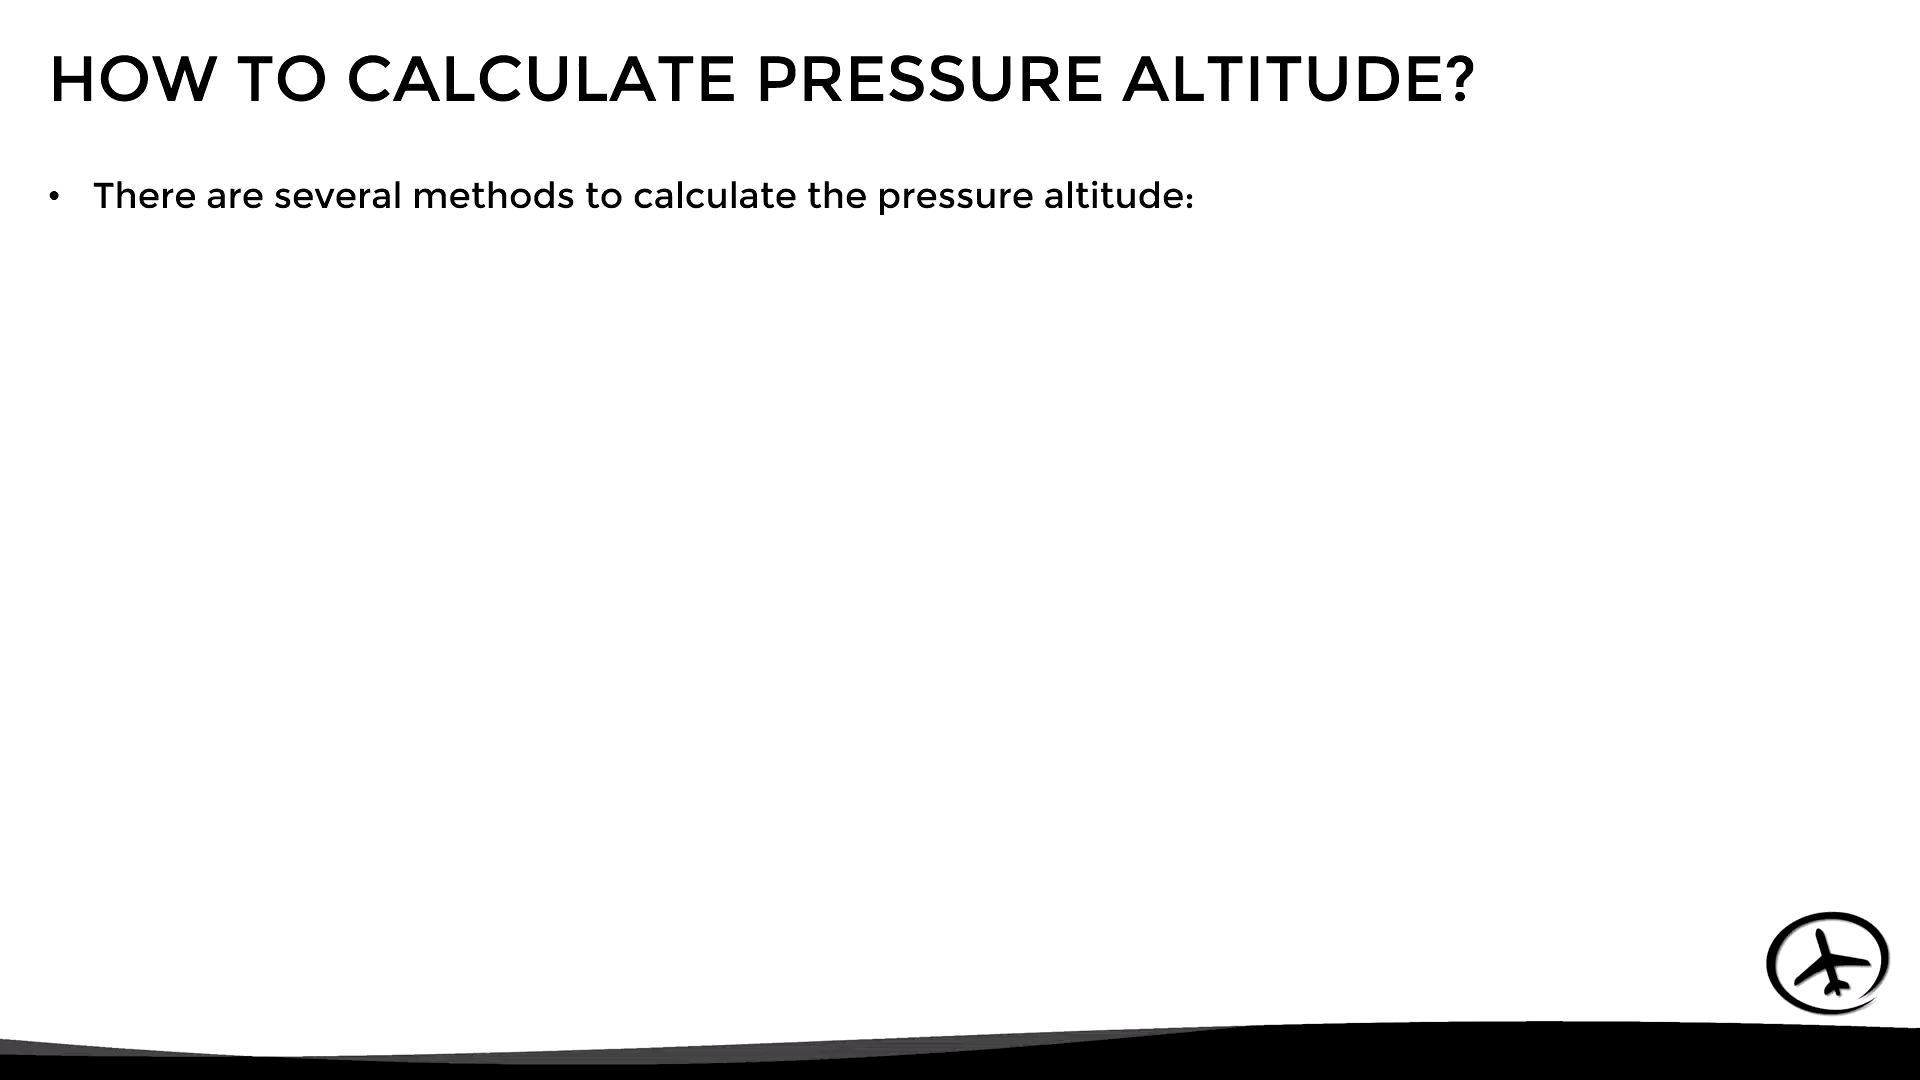 HOW TO CALCULATE PRESSURE ALTITUDE?
• There are several methods to calculate the pressure altitude: